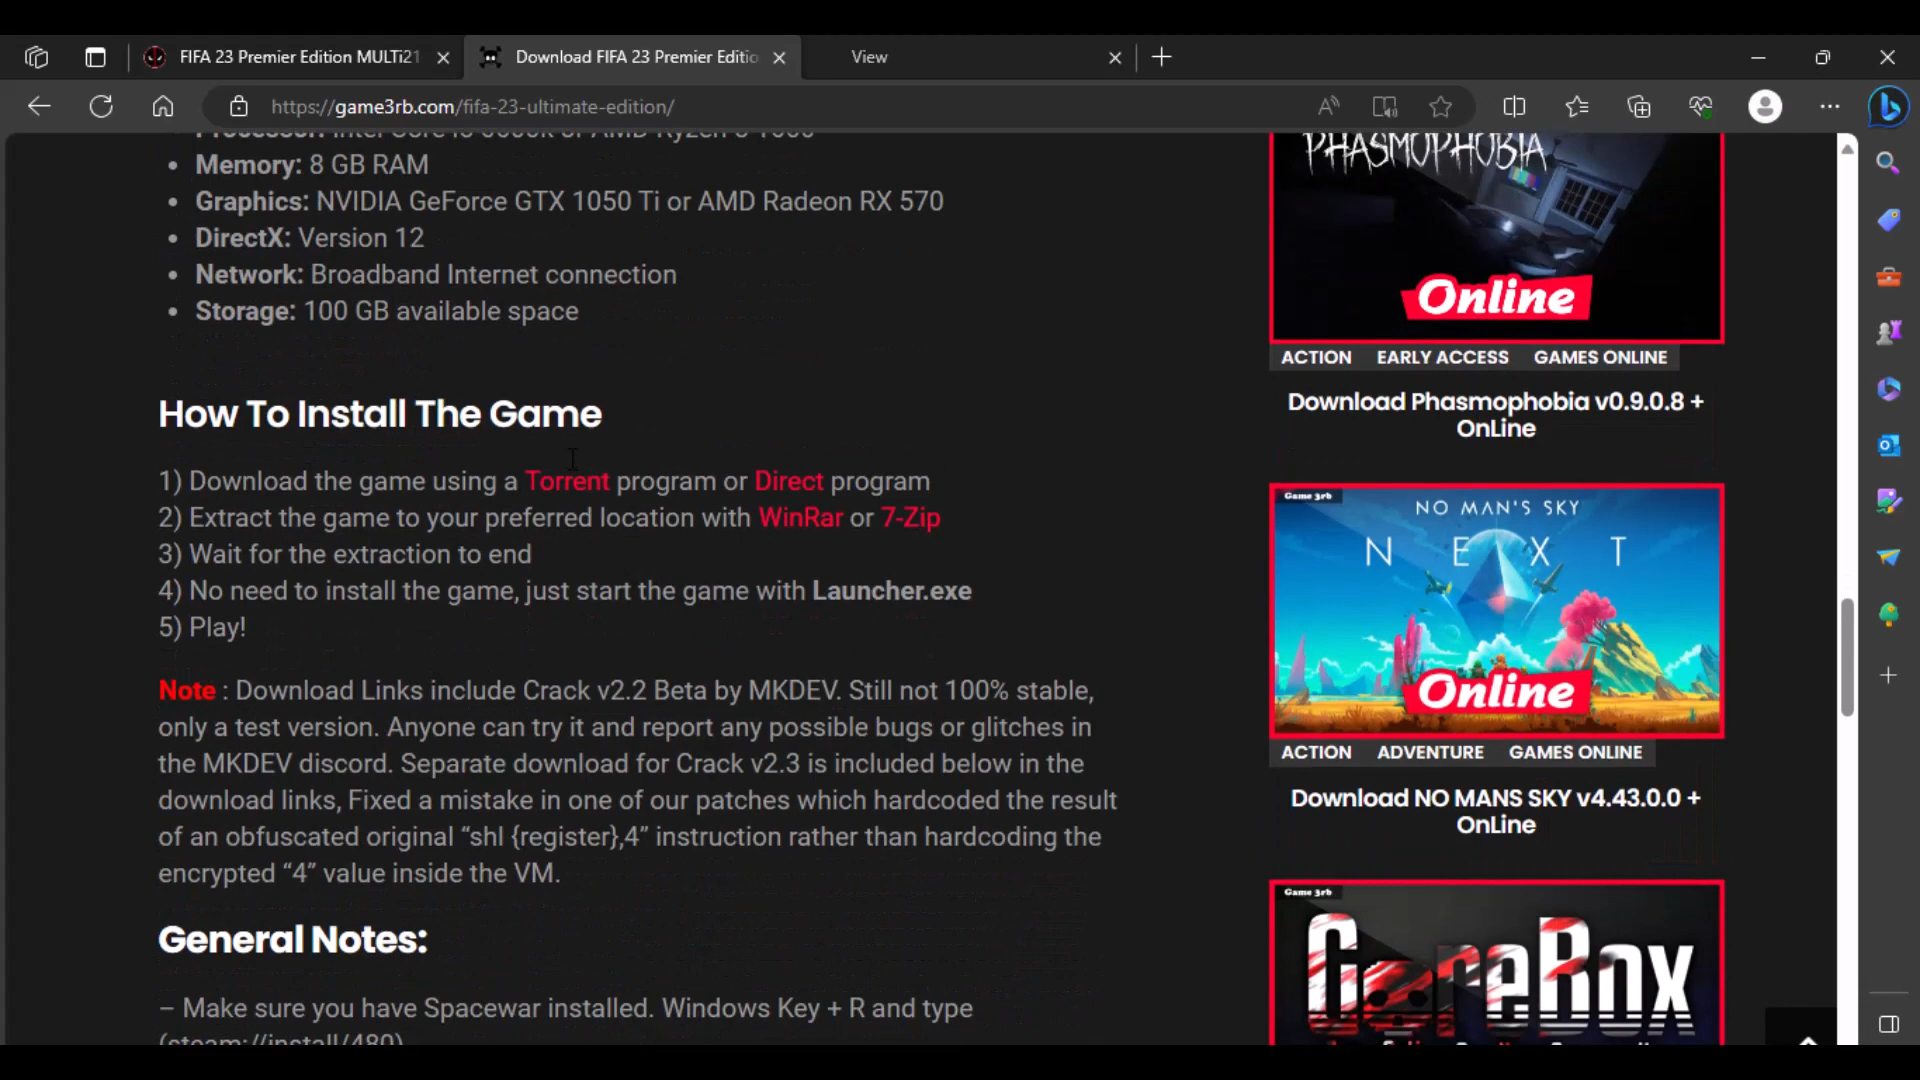 FIFA 23 Premier Edition MULTi21
Download FIFA 23 Premier Editio
View
https://game3rb.com/fifa-23-ultimate-edition/
Memory: 8 GB RAM
Graphics: NVIDIA GeForce GTX 1050 Ti or AMD Radeon RX 570
DirectX: Version 12
Network: Broadband Internet connection
Storage: 100 GB available space
How To Install The Game
1) Download the game using a Torrent program or Direct program
2) Extract the game to your preferred location with WinRar or 7-Zip
3) Wait for the extraction to end
4) No need to install the game, just start the game with Launcher.exe
5) Play!
Note : Download Links include Crack v2.2 Beta by MKDEV. Still not 100% stable,
only a test version. Anyone can try it and report any possible bugs or glitches in
the MKDEV discord. Separate download for Crack v2.3 is included below in the
download links, Fixed a mistake in one of our patches which hardcoded the result
of an obfuscated original “shl {register},4” instruction rather than hardcoding the
encrypted “4” value inside the VM.
General Notes:
– Make sure you have Spacewar installed. Windows Key + R and type
(steam://install/480)
PHASMOPHOBIA
Online
ACTION EARLY ACCESS GAMES ONLINE
Download Phasmophobia v0.9.0.8 +
OnLine
Game 3rb
NO MAN'S SKY
NEXT
Online
ACTION ADVENTURE GAMES ONLINE
Download NO MANS SKY v4.43.0.0 +
OnLine
Game 3rb
GoreBox